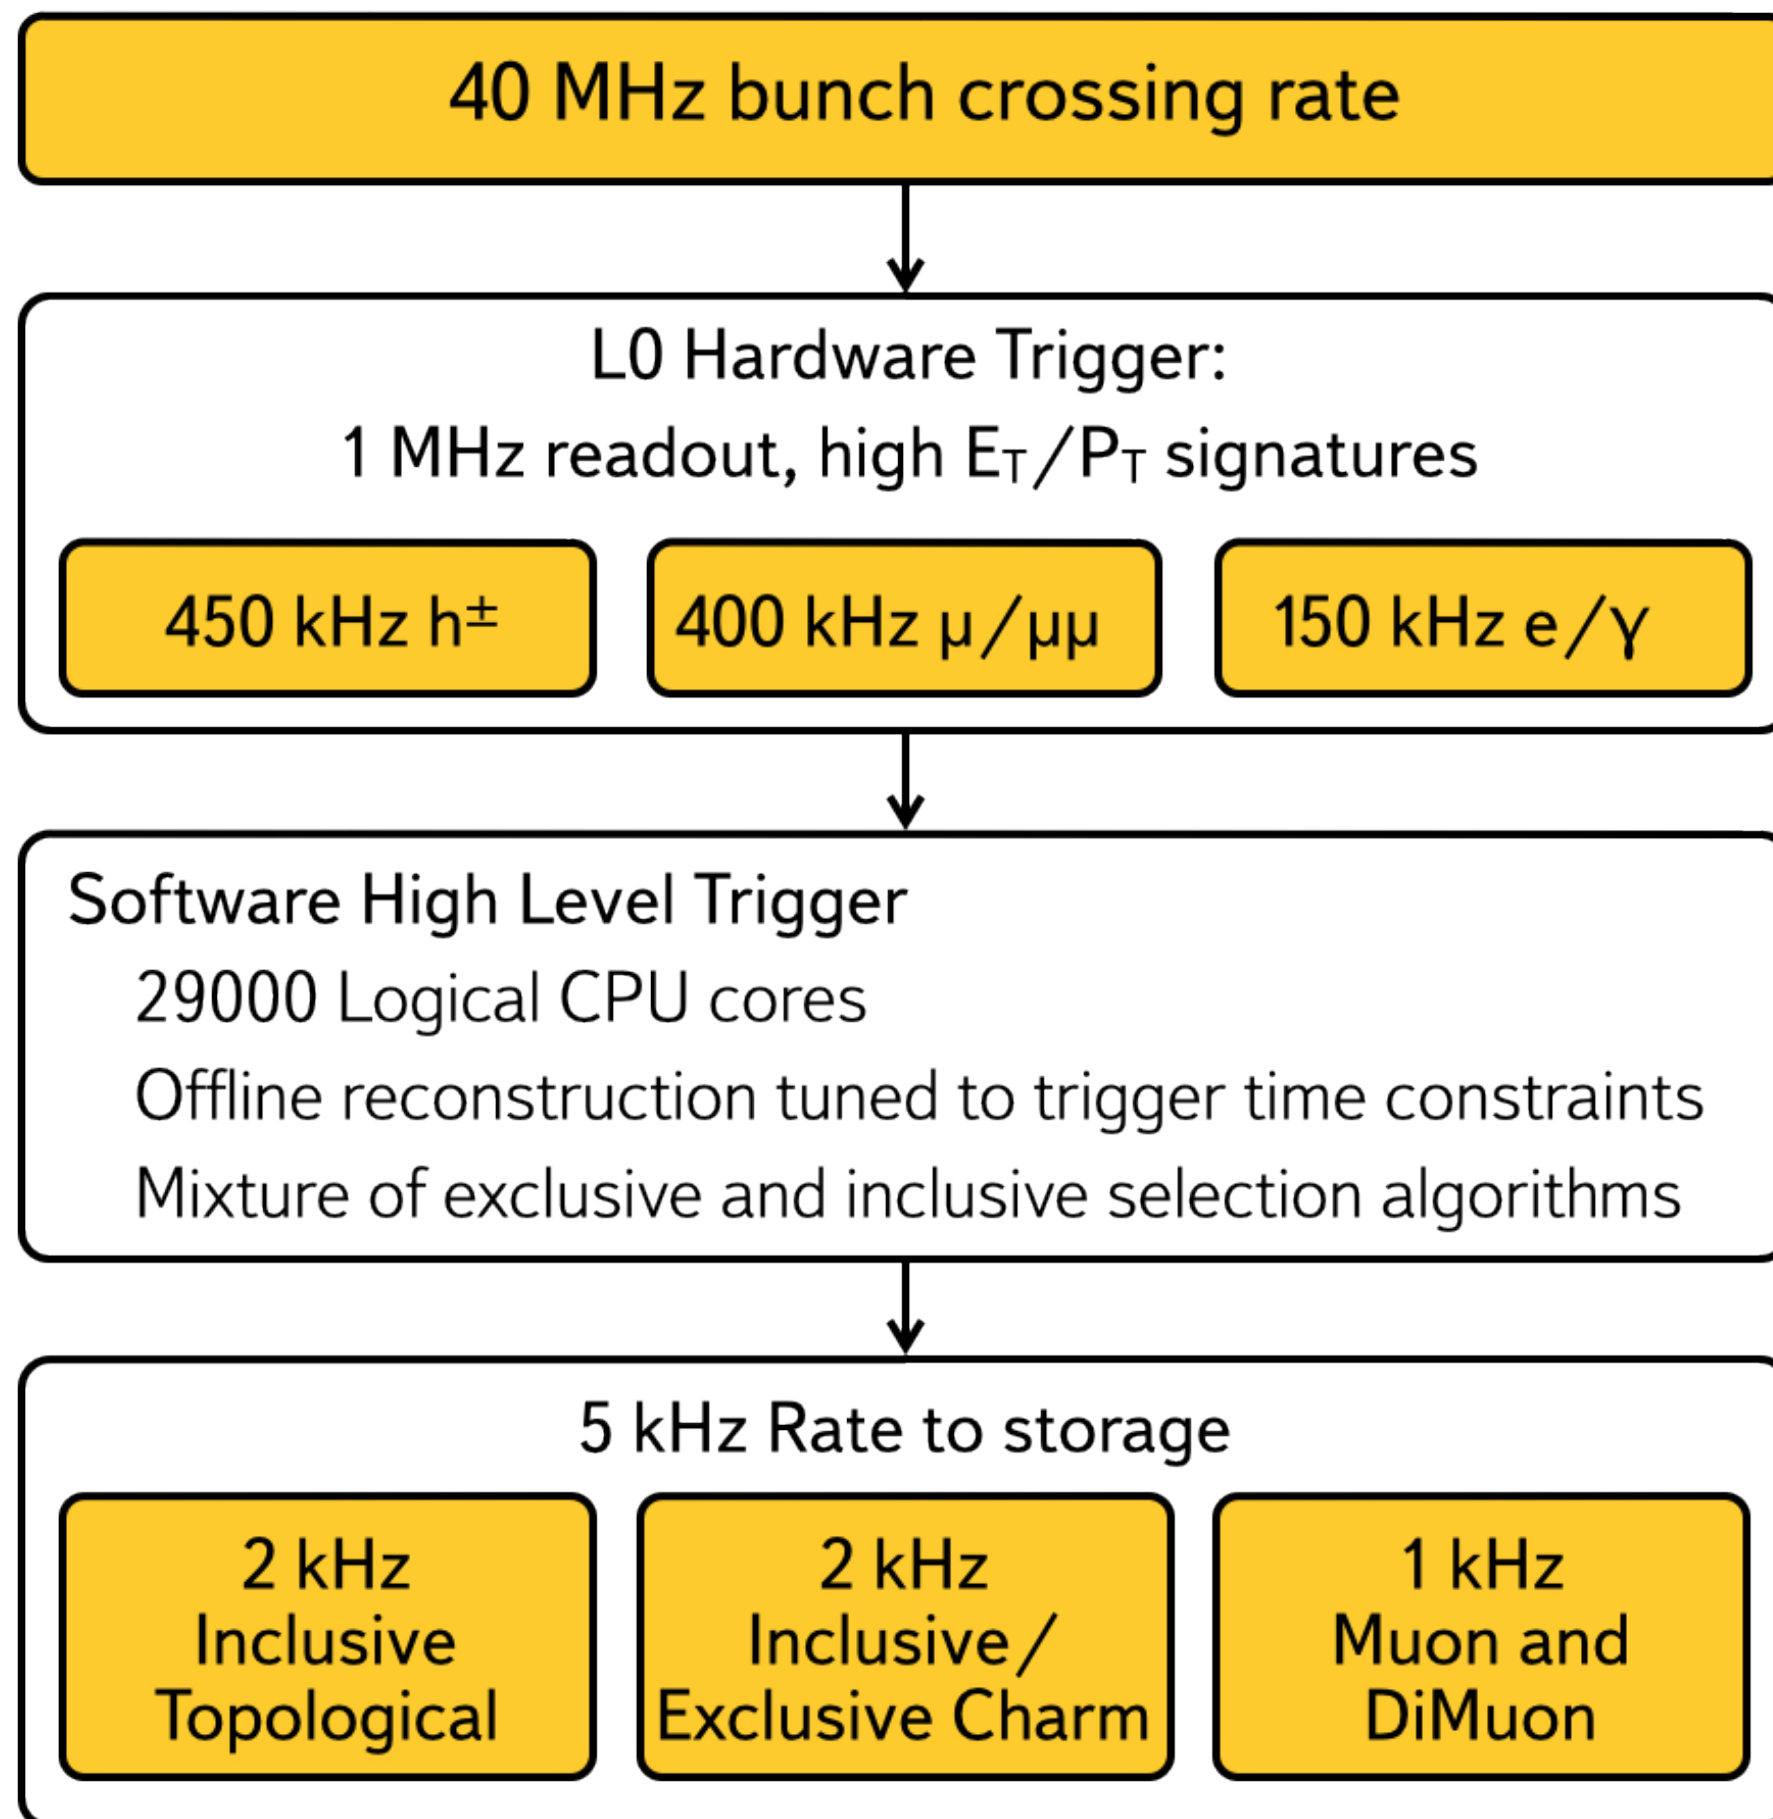 40 MHz bunch crossing rate
L0 Hardware Trigger:
1 MHz readout, high E_T/P_T signatures
450 kHz h±
400 kHz µ/µµ
150 kHz e/γ
Software High Level Trigger
29000 Logical CPU cores
Offline reconstruction tuned to trigger time constraints
Mixture of exclusive and inclusive selection algorithms
5 kHz Rate to storage
2 kHz
Inclusive
Topological
2 kHz
Inclusive/
Exclusive Charm
1 kHz
Muon and
DiMuon